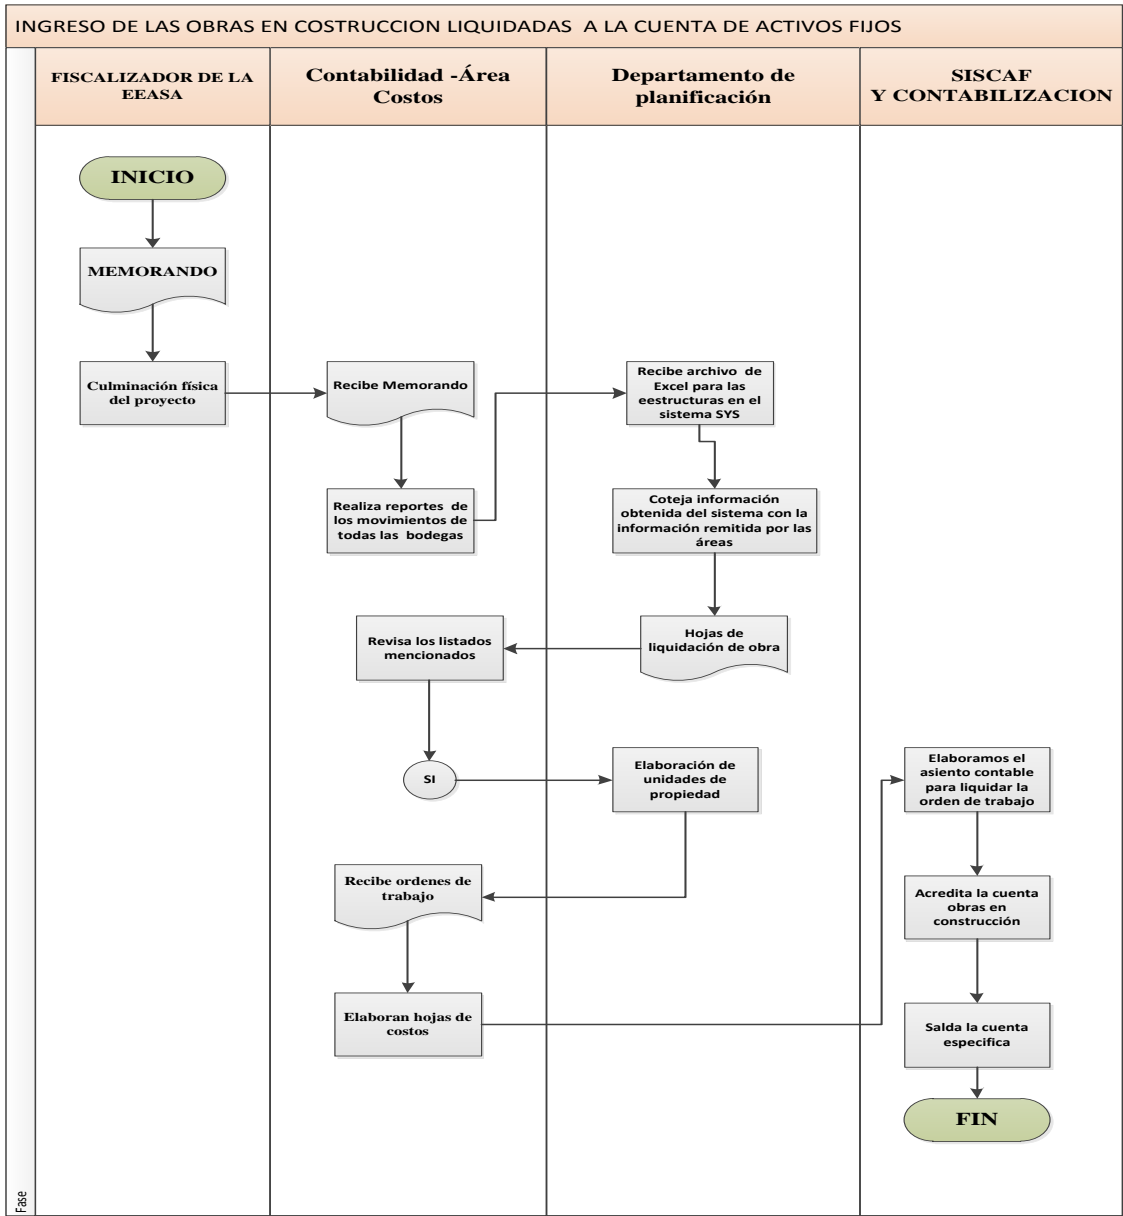 INGRESO DE LAS OBRAS EN COSTRUCCION LIQUIDADAS A LA CUENTA DE ACTIVOS FIJOS
FISCALIZADOR DE LA
EEASA
Contabilidad -Área
Costos
Departamento de
planificación
SISCAF
Y CONTABILIZACION
INICIO
MEMORANDO
Culminación física
del proyecto
Recibe Memorando
Realiza reportes de
los movimientos de
todas las bodegas
Recibe archivo de
Excel para las
eestructuras en el
sistema SYS
Coteja información
obtenida del sistema con la
información remitida por las
áreas
Hojas de
liquidación de obra
Revisa los listados
mencionados
SI
Elaboración de
unidades de
propiedad
Recibe ordenes de
trabajo
Elaboran hojas de
costos
Elaboramos el
asiento contable
para liquidar la
orden de trabajo
Acredita la cuenta
obras en
construcción
Salda la cuenta
especifica
FIN
Fase